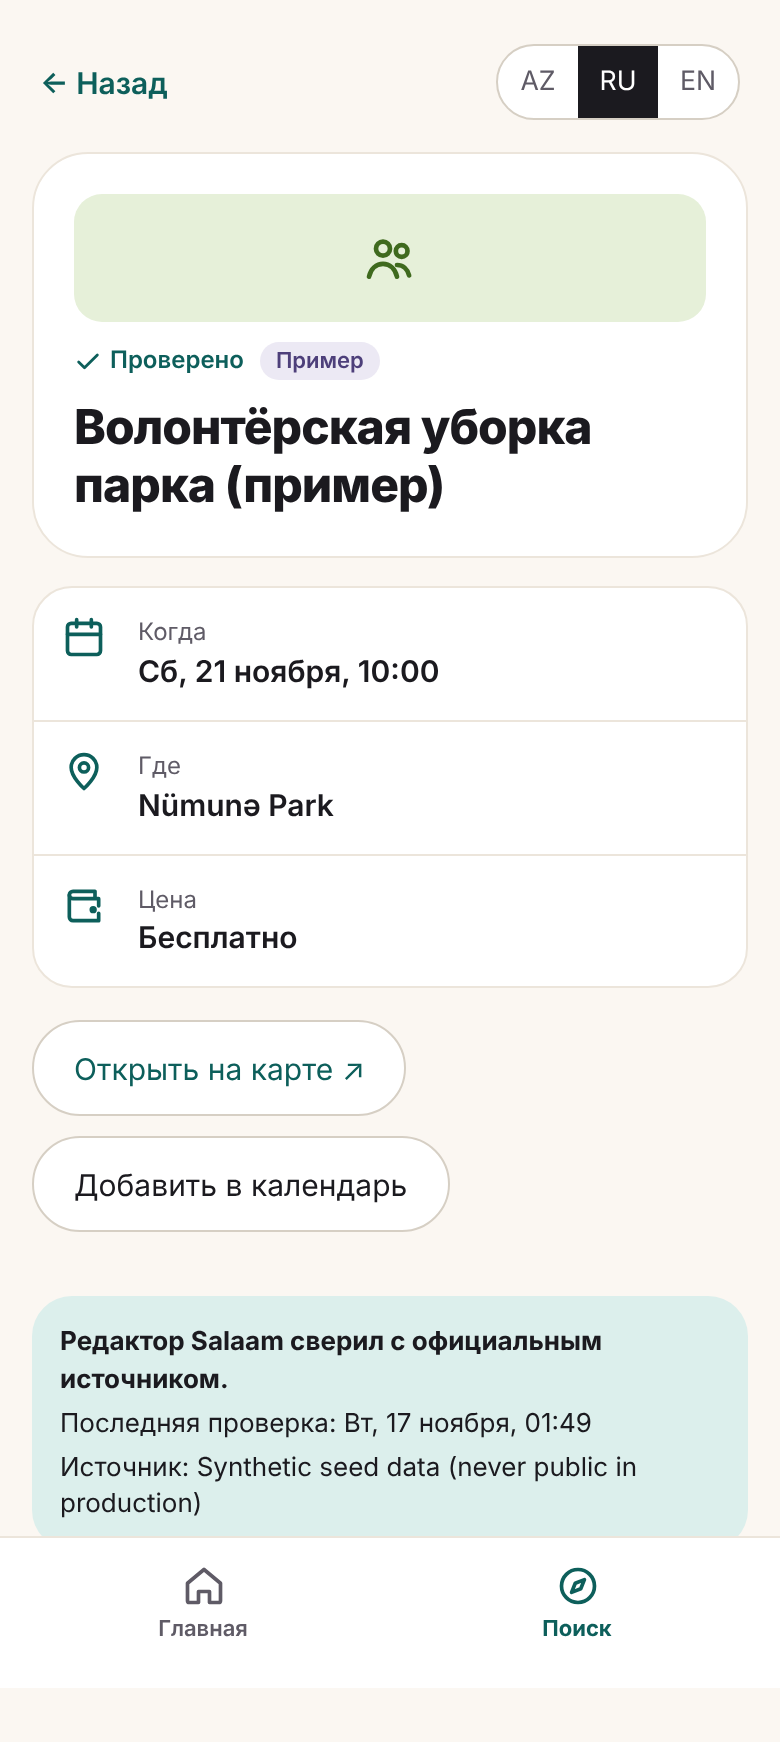 ← Назад
AZ RU EN
✓ Проверено Пример
Волонтёрская уборка
парка (пример)
Когда
Сб, 21 ноября, 10:00
Где
Nümunə Park
Цена
Бесплатно
Открыть на карте ↗
Добавить в календарь
Редактор Salaam сверил с официальным
источником.
Последняя проверка: Вт, 17 ноября, 01:49
Источник: Synthetic seed data (never public in
production)
Главная Поиск